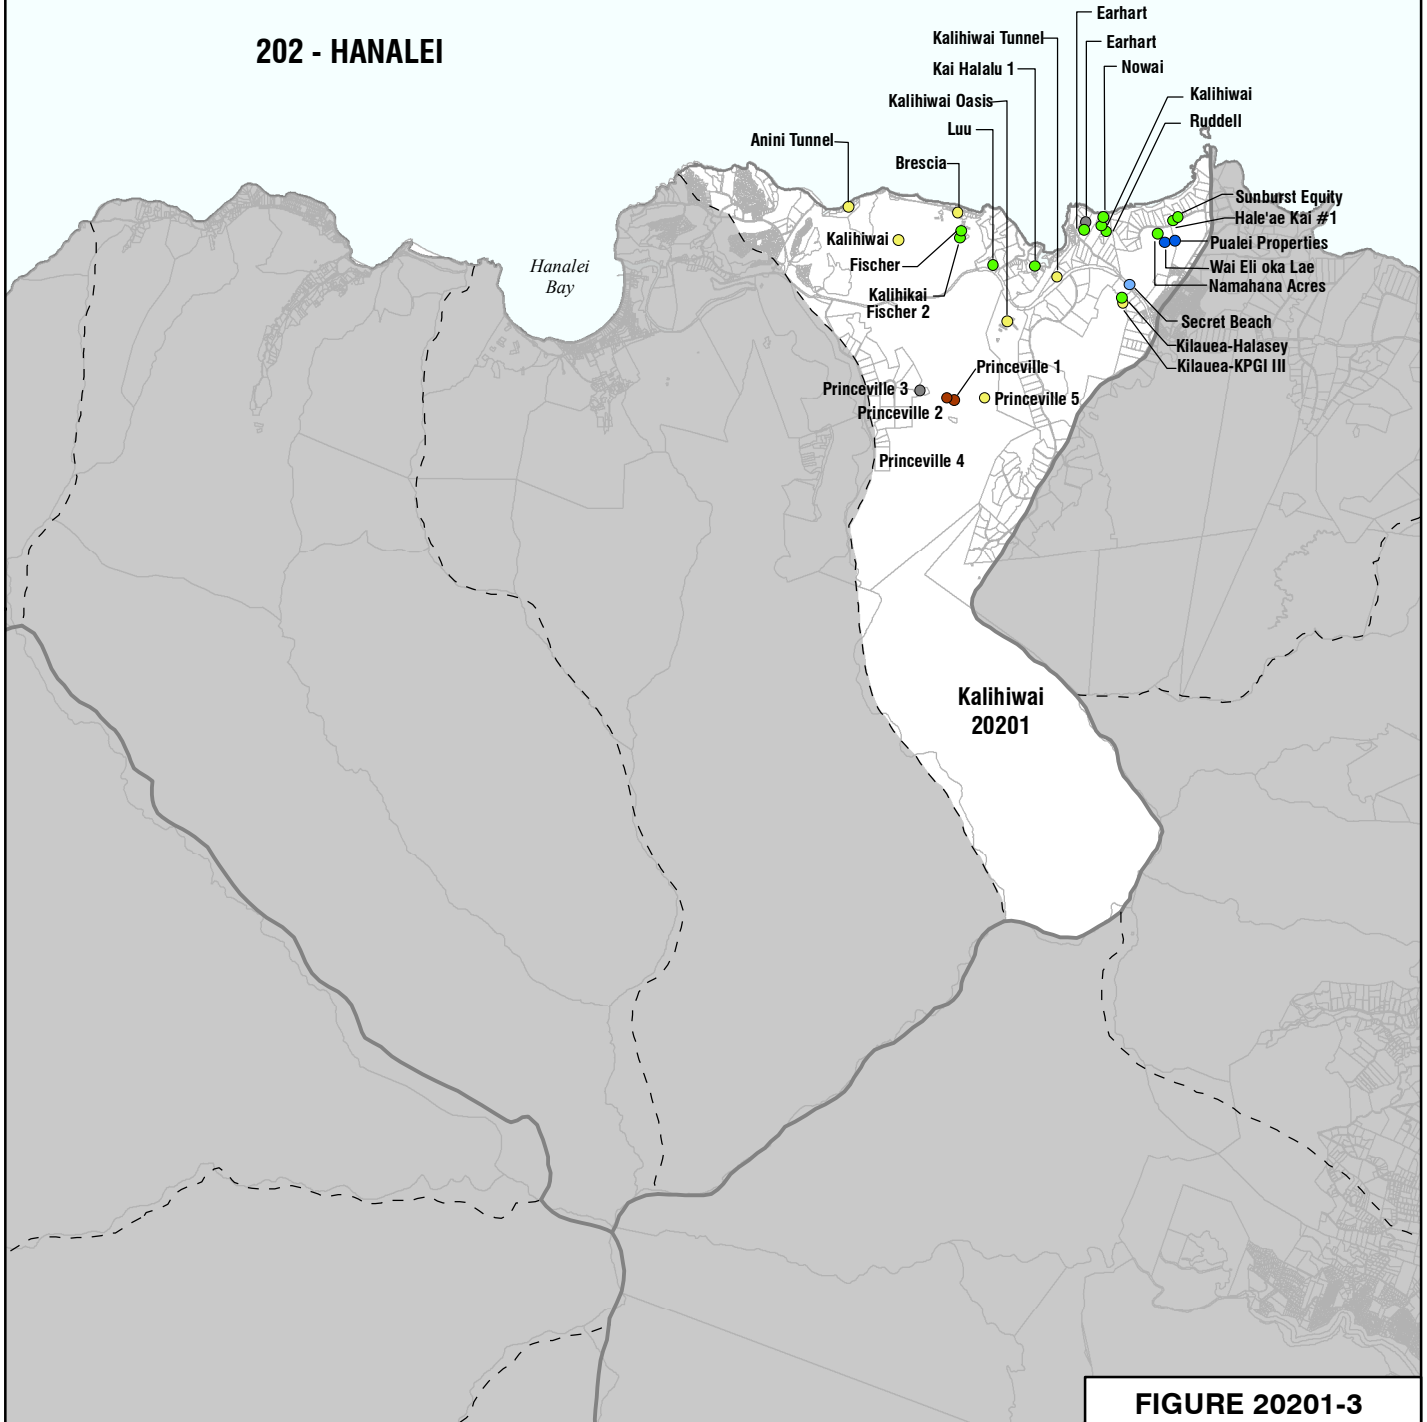 Earhart
202 - HANALEI
Kalihiwai Tunnel
Earhart
Kai Halalu 1
Nowai
Kalihiwai Oasis
Kalihiwai
Luu
Ruddell
Anini Tunnel
Brescia
Sunburst Equity
Hale'ae Kai #1
Kalihiwai
Pualei Properties
Hanalei
Bay
Fischer
Wai Eli oka Lae
Namahana Acres
Kalihikai
Fischer 2
Secret Beach
Kilauea-Halasey
Kilauea-KPGI III
Princeville 1
Princeville 3
Princeville 5
Princeville 2
Princeville 4
Kalihiwai
20201
FIGURE 20201-3